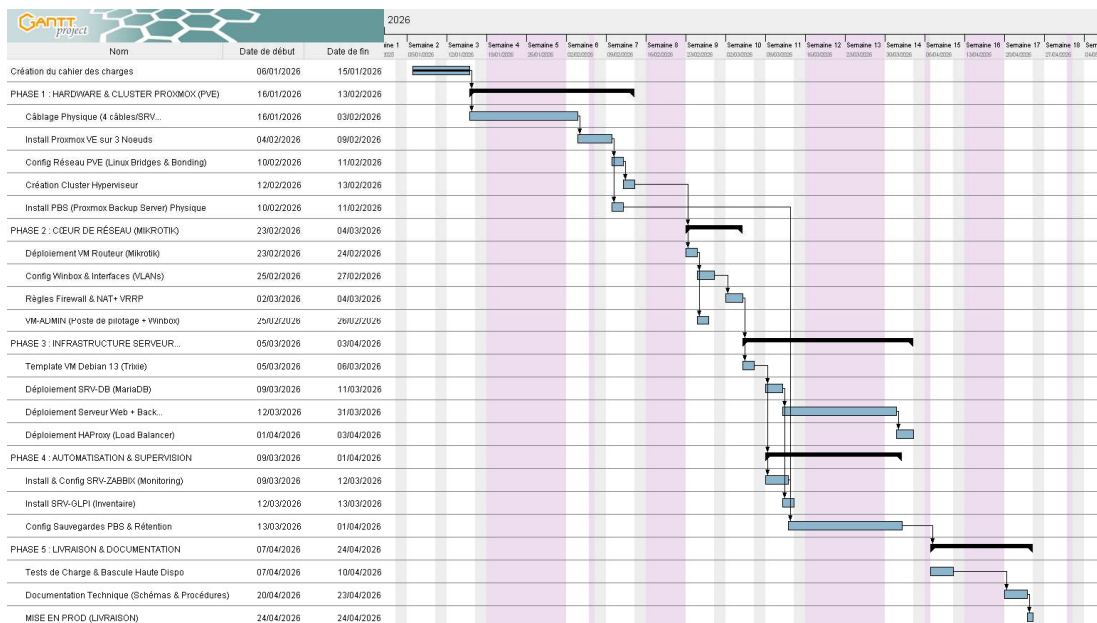 GANTT project
2026
Nom Date de début Date de fin
ine 1 Semaine 2 Semaine 3 Semaine 4 Semaine 5 Semaine 6 Semaine 7 Semaine 8 Semaine 9 Semaine 10 Semaine 11 Semaine 12 Semaine 13 Semaine 14 Semaine 15 Semaine 16 Semaine 17 Semaine 18 Sem
Création du cahier des charges 06/01/2026 15/01/2026
PHASE 1 : HARDWARE & CLUSTER PROXMOX (PVE) 16/01/2026 13/02/2026
Câblage Physique (4 câbles/SRV... 16/01/2026 03/02/2026
Install Proxmox VE sur 3 Noeuds 04/02/2026 09/02/2026
Config Réseau PVE (Linux Bridges & Bonding) 10/02/2026 11/02/2026
Création Cluster Hyperviseur 12/02/2026 13/02/2026
Install PBS (Proxmox Backup Server) Physique 10/02/2026 11/02/2026
PHASE 2 : CŒUR DE RÉSEAU (MIKROTIK) 23/02/2026 04/03/2026
Déploiement VM Routeur (Mikrotik) 23/02/2026 24/02/2026
Config Winbox & Interfaces (VLANs) 25/02/2026 27/02/2026
Règles Firewall & NAT+ VRRP 02/03/2026 04/03/2026
VM-ADMIN (Poste de pilotage + Winbox) 25/02/2026 26/02/2026
PHASE 3 : INFRASTRUCTURE SERVEUR... 05/03/2026 03/04/2026
Template VM Debian 13 (Trixie) 05/03/2026 06/03/2026
Déploiement SRV-DB (MariaDB) 09/03/2026 11/03/2026
Déploiement Serveur Web + Back... 12/03/2026 31/03/2026
Déploiement HAProxy (Load Balancer) 01/04/2026 03/04/2026
PHASE 4 : AUTOMATISATION & SUPERVISION 09/03/2026 01/04/2026
Install & Config SRV-ZABBIX (Monitoring) 09/03/2026 12/03/2026
Install SRV-GLPI (Inventaire) 12/03/2026 13/03/2026
Config Sauvegardes PBS & Rétention 13/03/2026 01/04/2026
PHASE 5 : LIVRAISON & DOCUMENTATION 07/04/2026 24/04/2026
Tests de Charge & Bascule Haute Dispo 07/04/2026 10/04/2026
Documentation Technique (Schémas & Procédures) 20/04/2026 23/04/2026
MISE EN PROD (LIVRAISON) 24/04/2026 24/04/2026